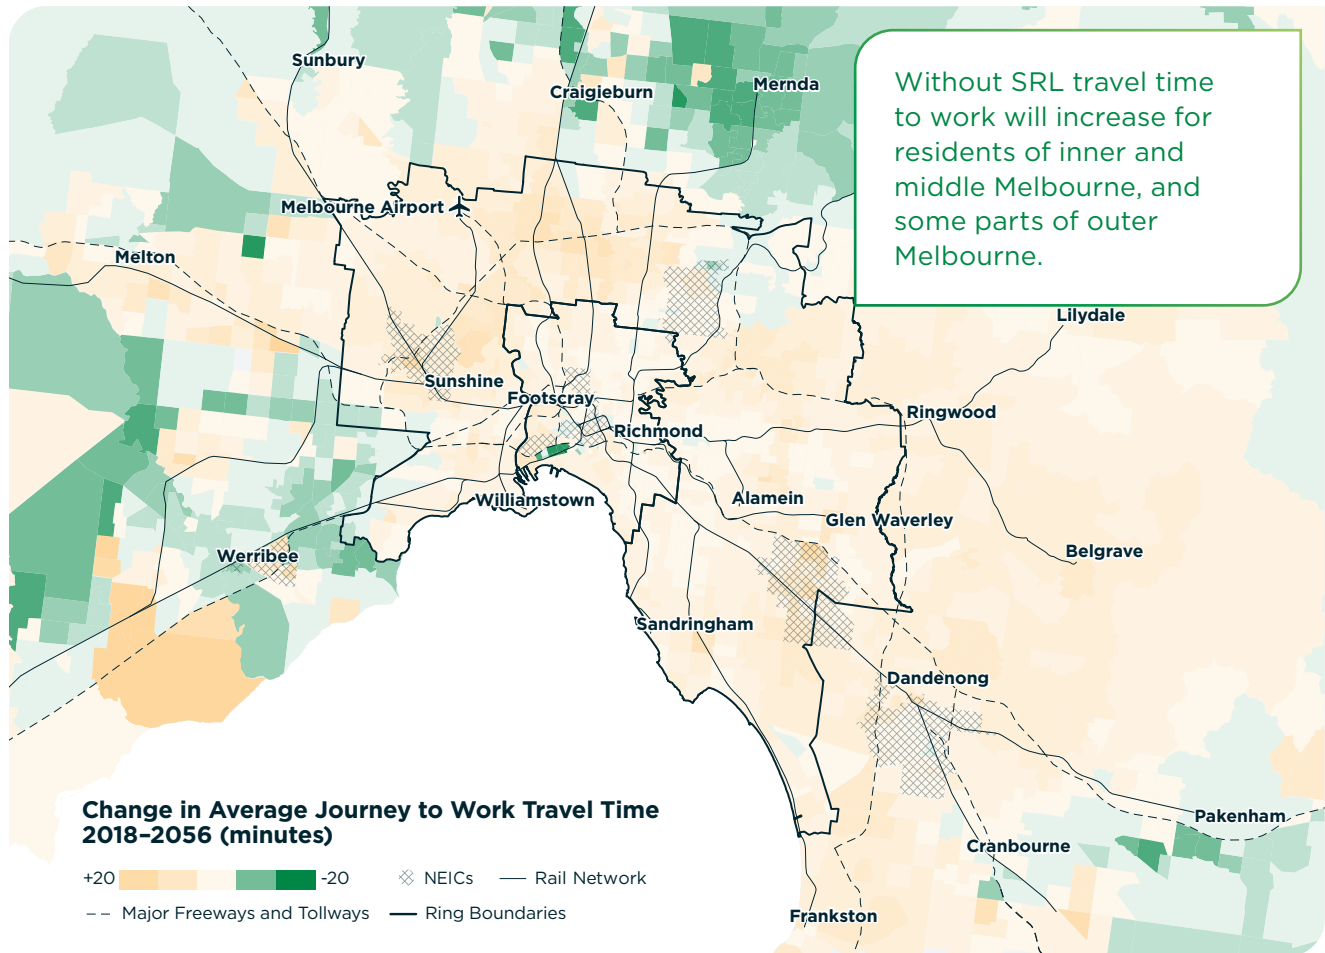 Sunbury
Craigieburn
Mernda
Without SRL travel time
to work will increase for
residents of inner and
middle Melbourne, and
some parts of outer
Melbourne.
Melbourne Airport
Melton
Lilydale
Sunshine
Footscray
Ringwood
Richmond
Williamstown
Alamein
Glen Waverley
Werribee
Belgrave
Sandringham
Dandenong
Change in Average Journey to Work Travel Time
2018–2056 (minutes)
Pakenham
Cranbourne
+20 -20 NEICs Rail Network
Major Freeways and Tollways Ring Boundaries
Frankston